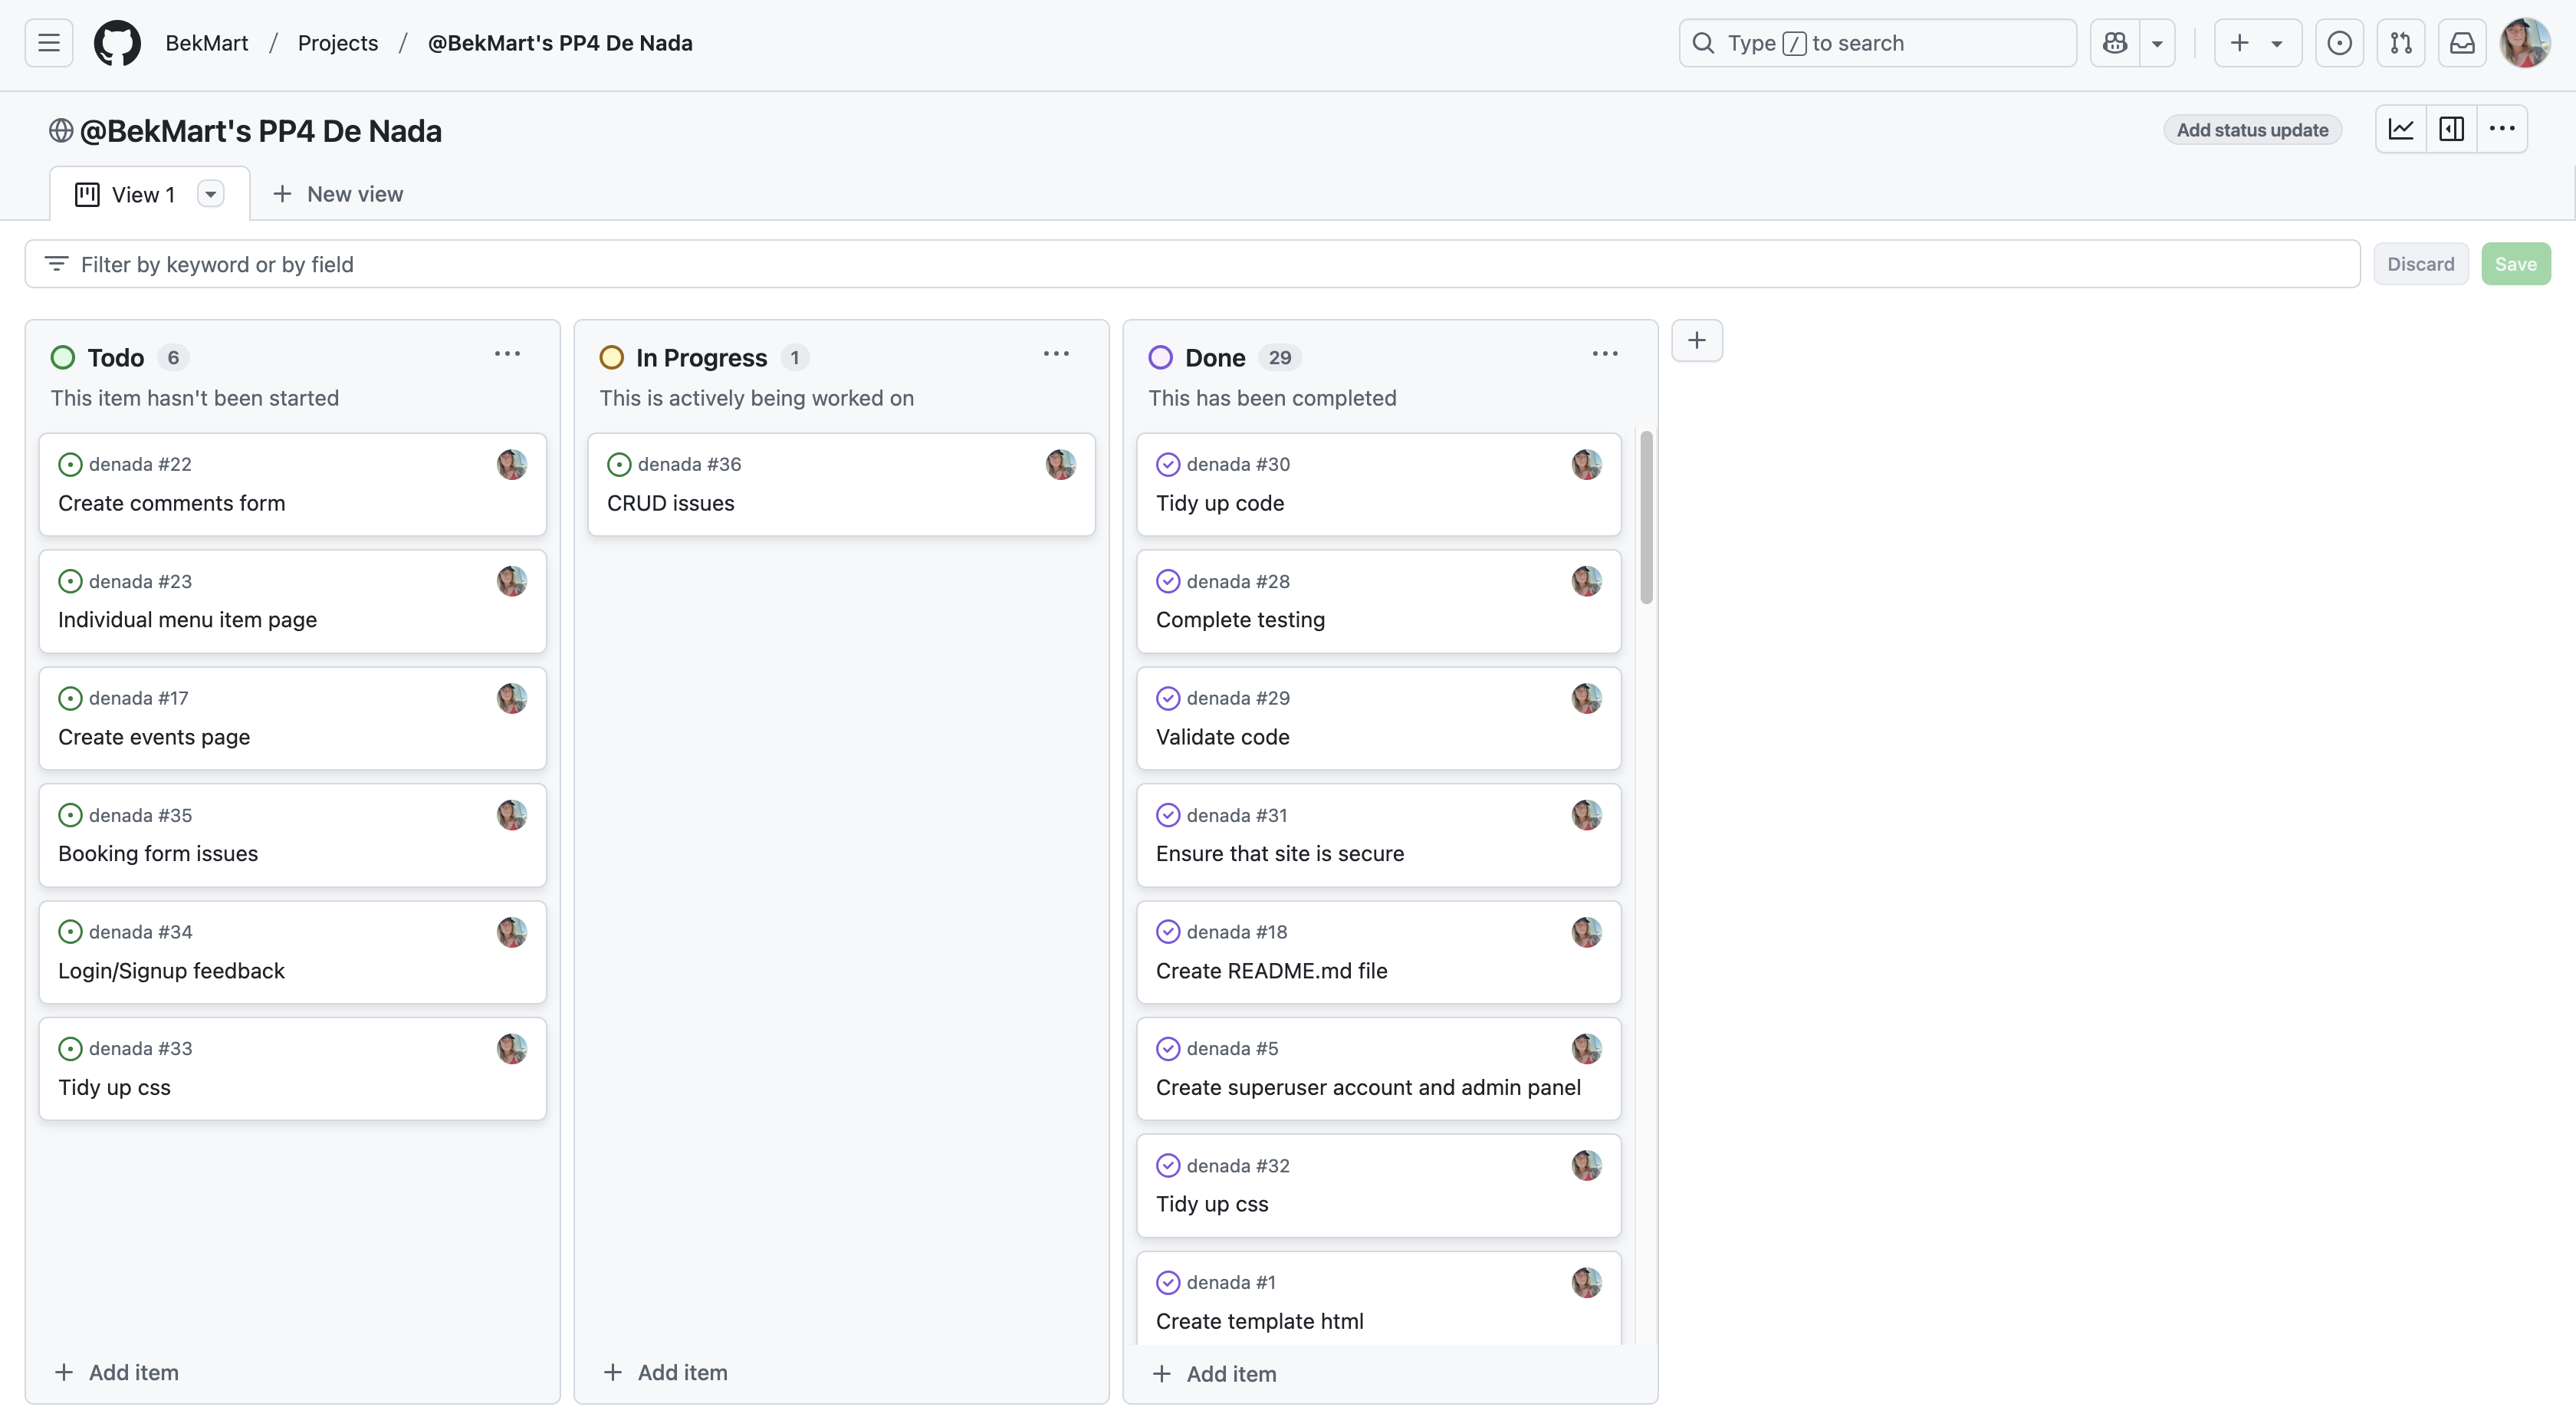 BekMart / Projects / @BekMart's PP4 De Nada
Type / to search
@BekMart's PP4 De Nada
Add status update
View 1
New view
Filter by keyword or by field
Discard
Save
Todo 6
This item hasn't been started
denada #22
Create comments form
denada #23
Individual menu item page
denada #17
Create events page
denada #35
Booking form issues
denada #34
Login/Signup feedback
denada #33
Tidy up css
Add item
In Progress 1
This is actively being worked on
denada #36
CRUD issues
Add item
Done 29
This has been completed
denada #30
Tidy up code
denada #28
Complete testing
denada #29
Validate code
denada #31
Ensure that site is secure
denada #18
Create README.md file
denada #5
Create superuser account and admin panel
denada #32
Tidy up css
denada #1
Create template html
Add item